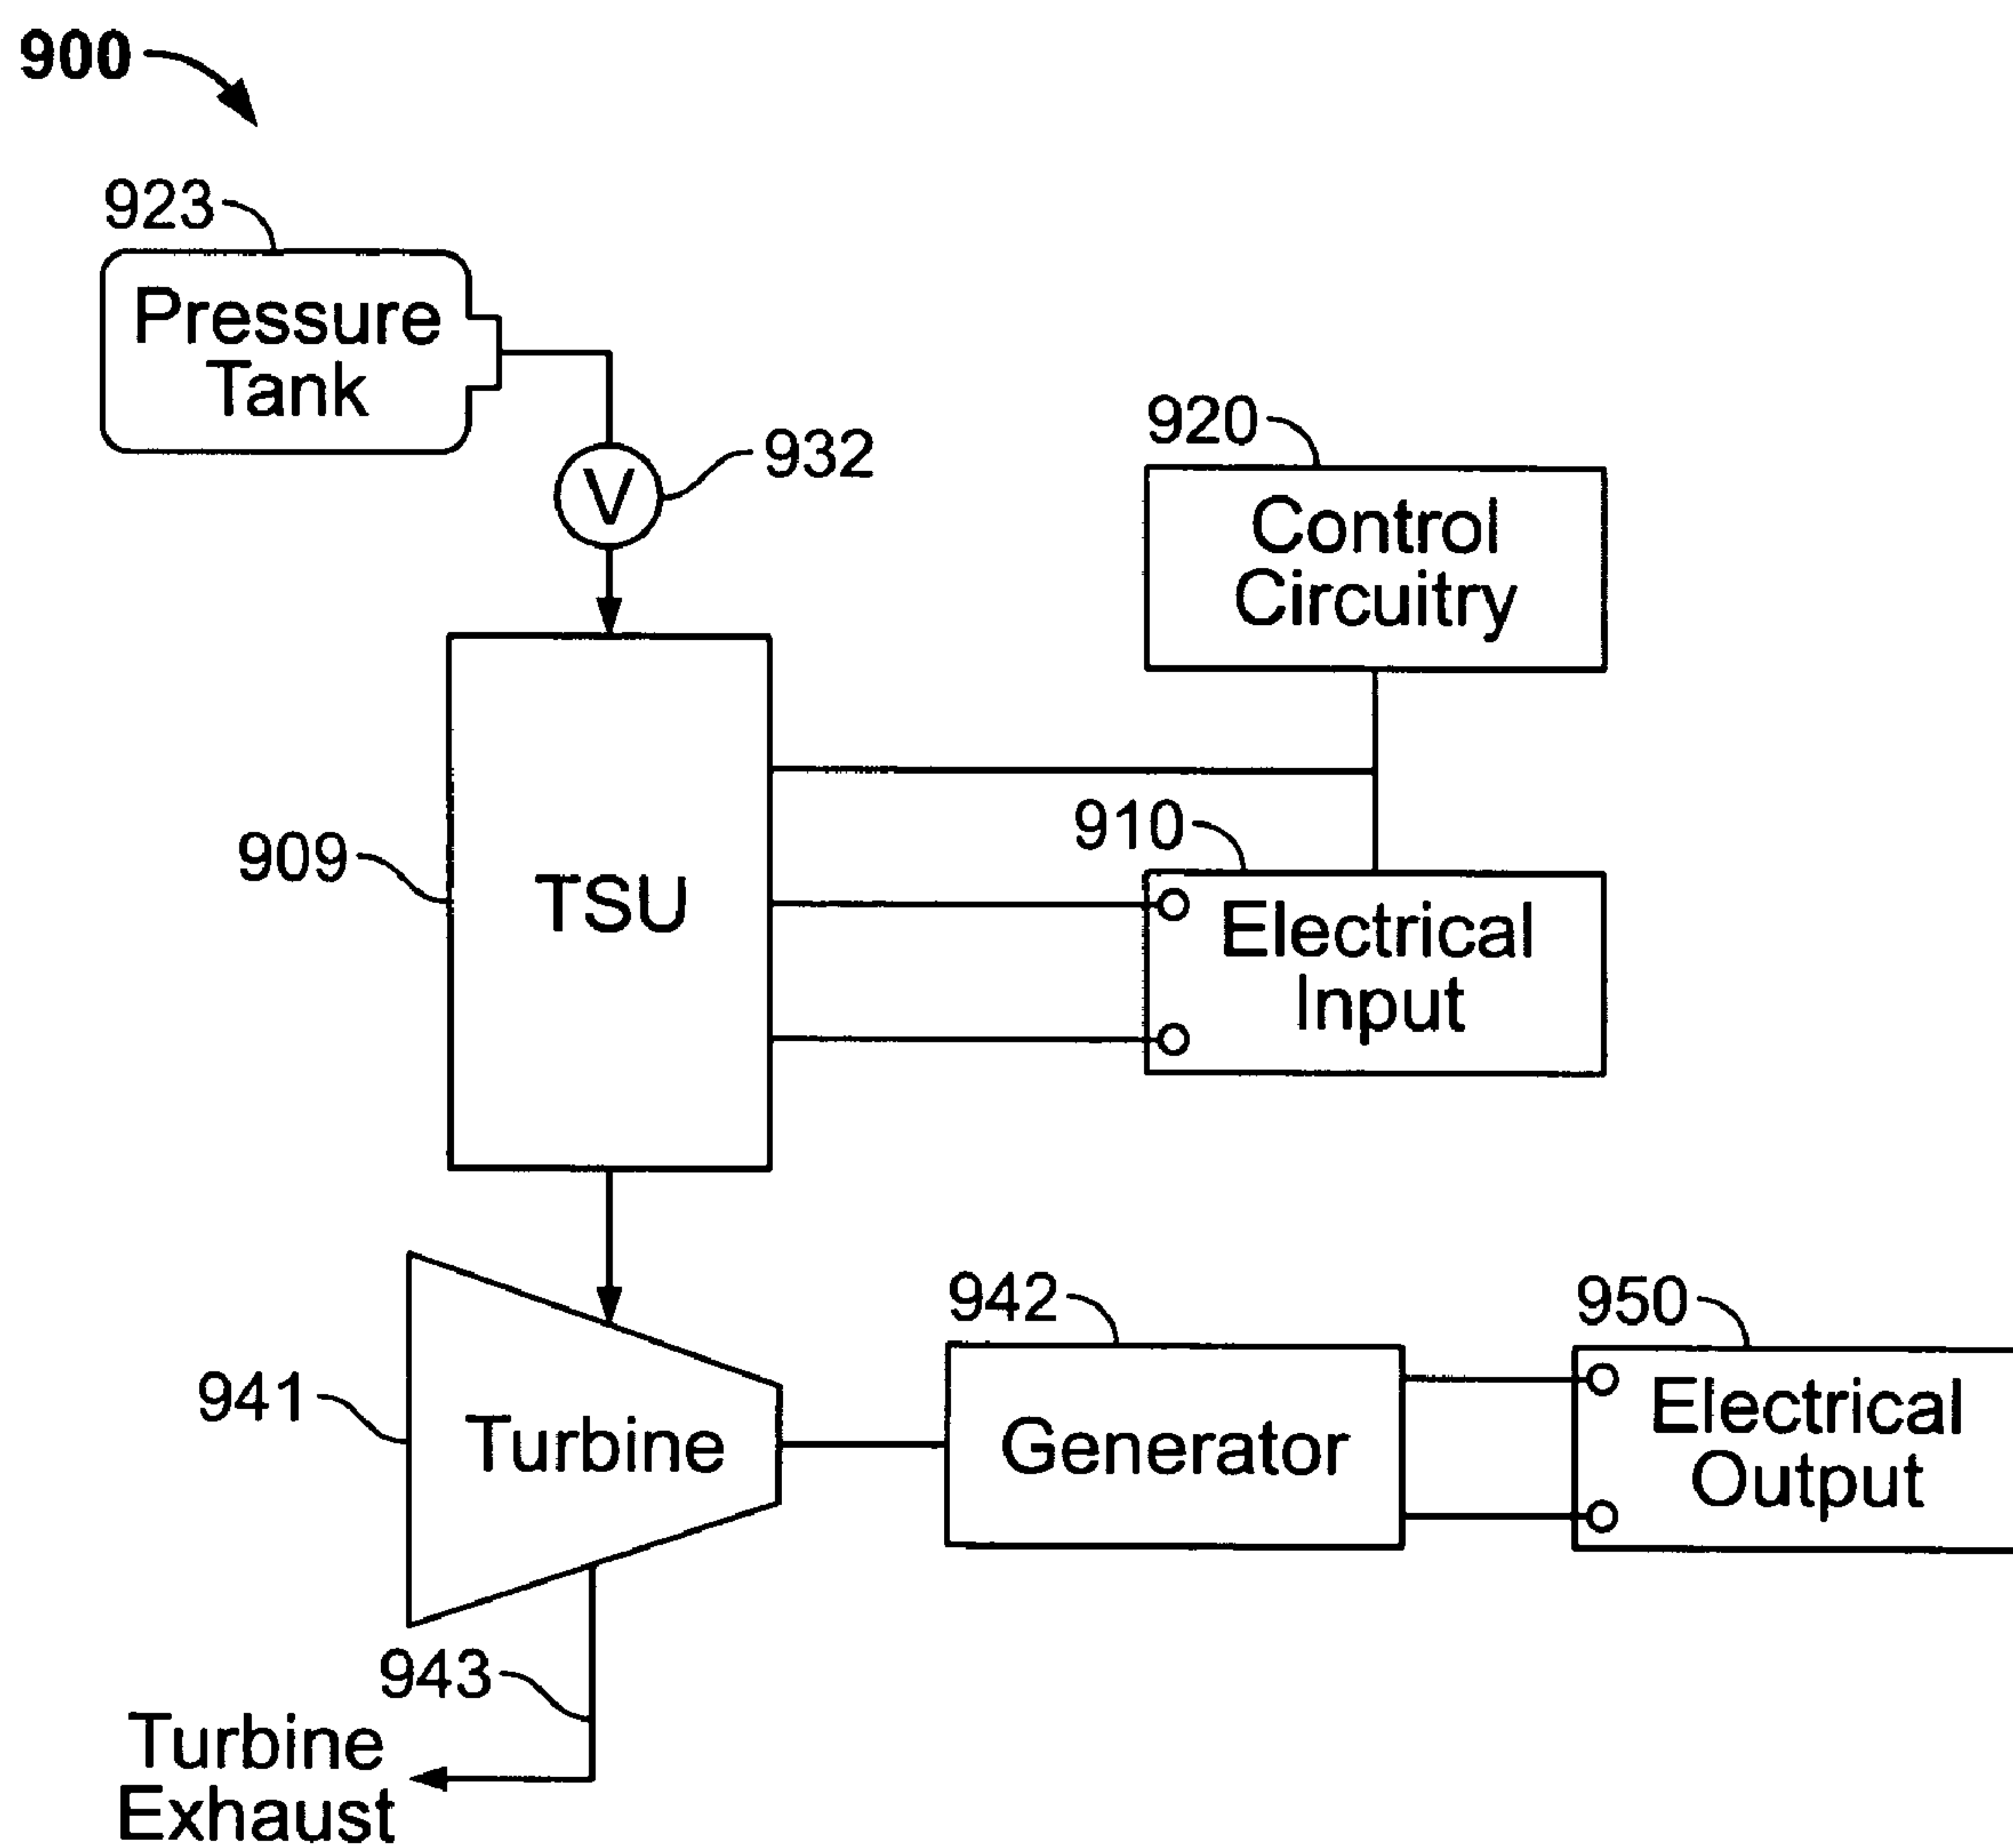 900
923
Pressure
Tank
932
V
920
Control
Circuitry
909
TSU
910
Electrical
Input
941
Turbine
942
Generator
950
Electrical
Output
943
Turbine
Exhaust